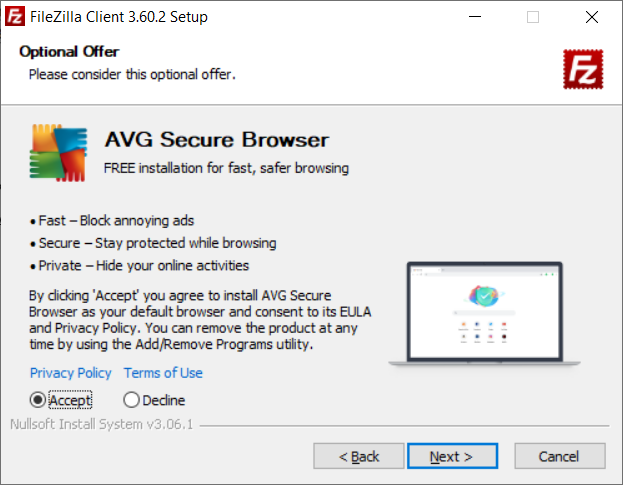 FileZilla Client 3.60.2 Setup
Optional Offer
Please consider this optional offer.
AVG Secure Browser
FREE installation for fast, safer browsing
• Fast – Block annoying ads
• Secure – Stay protected while browsing
• Private – Hide your online activities
By clicking 'Accept' you agree to install AVG Secure
Browser as your default browser and consent to its EULA
and Privacy Policy. You can remove the product at any
time by using the Add/Remove Programs utility.
Privacy Policy Terms of Use
Accept Decline
Nullsoft Install System v3.06.1
< Back Next > Cancel